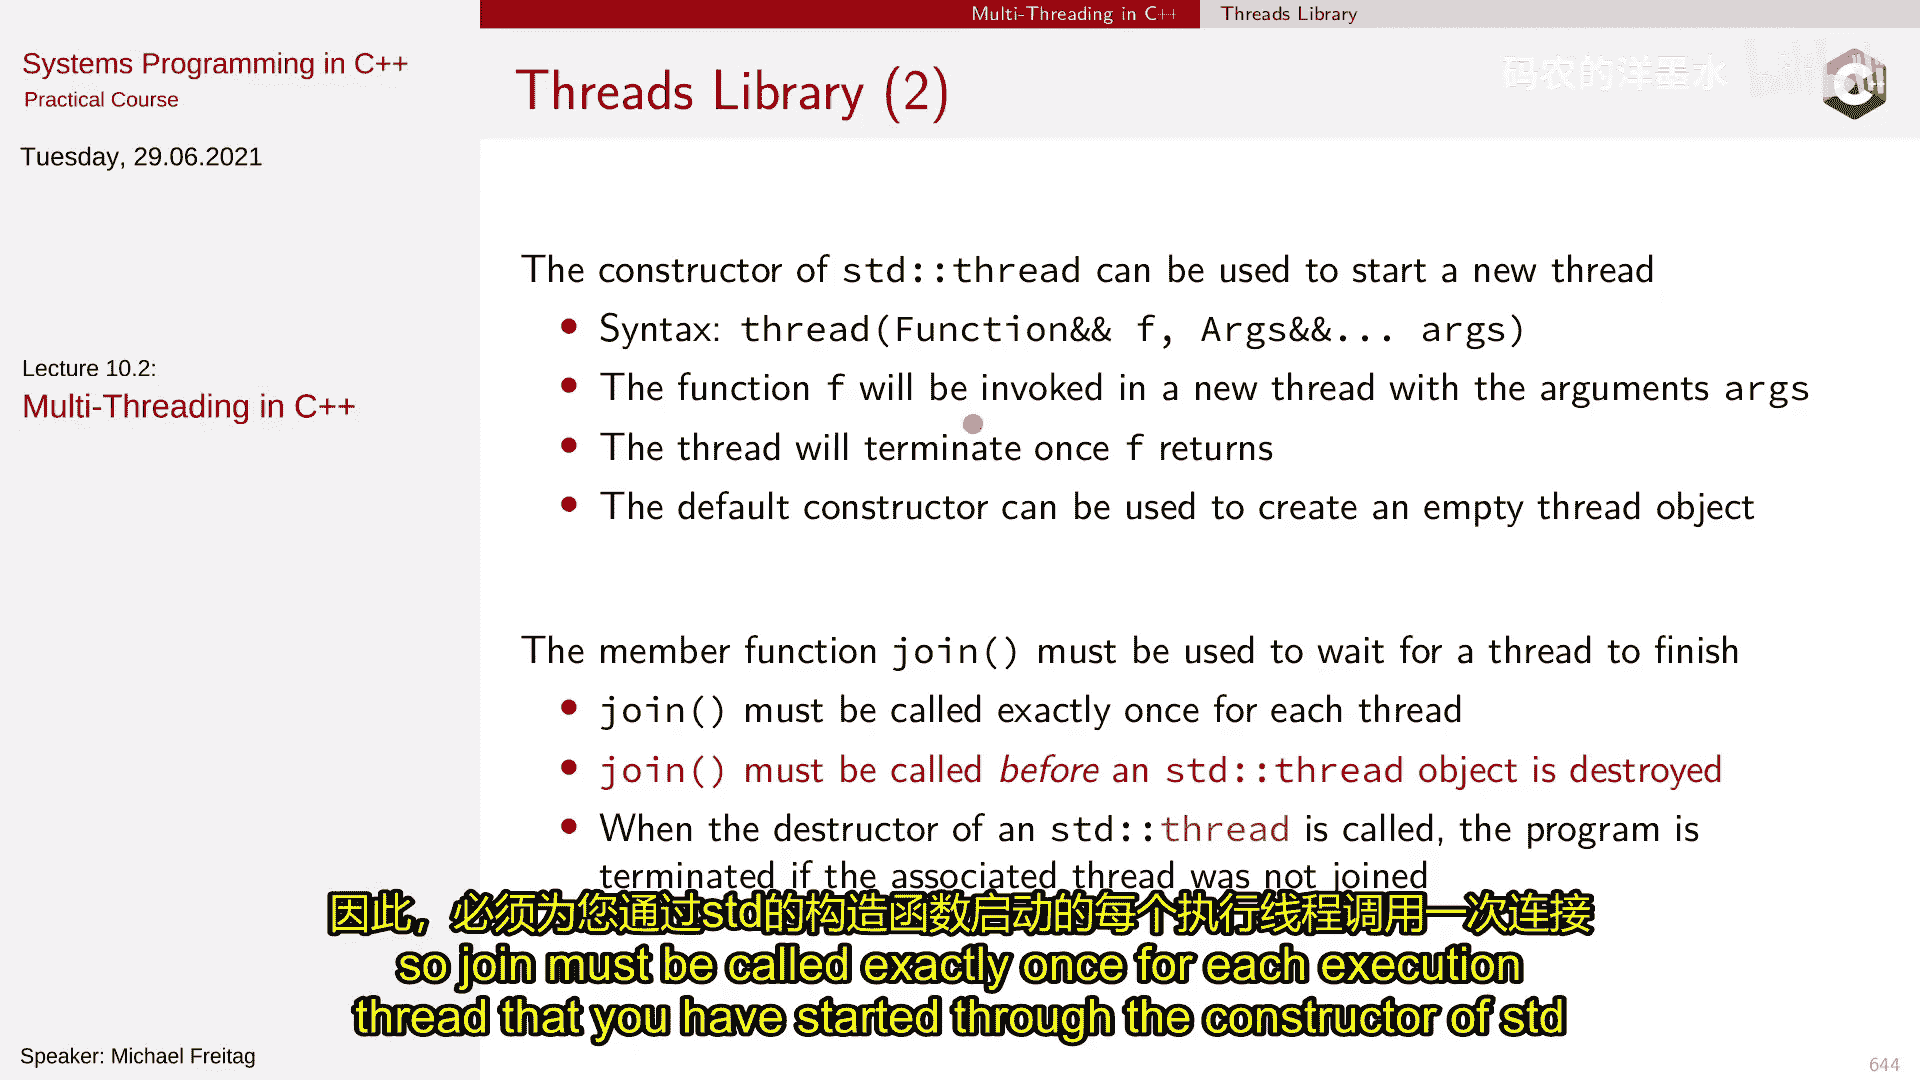 Multi-Threading in C++
Threads Library
Systems Programming in C++
Practical Course
Tuesday, 29.06.2021
Lecture 10.2:
Multi-Threading in C++
Threads Library (2)
码农的洋墨水
The constructor of std::thread can be used to start a new thread
• Syntax: thread(Function&& f, Args&&... args)
• The function f will be invoked in a new thread with the arguments args
• The thread will terminate once f returns
• The default constructor can be used to create an empty thread object
The member function join() must be used to wait for a thread to finish
• join() must be called exactly once for each thread
• join() must be called before an std::thread object is destroyed
• When the destructor of an std::thread is called, the program is
terminated if the associated thread was not joined
因此，必须为您通过std的构造函数启动的每个执行线程调用一次连接
so join must be called exactly once for each execution
thread that you have started through the constructor of std
Speaker: Michael Freitag
644